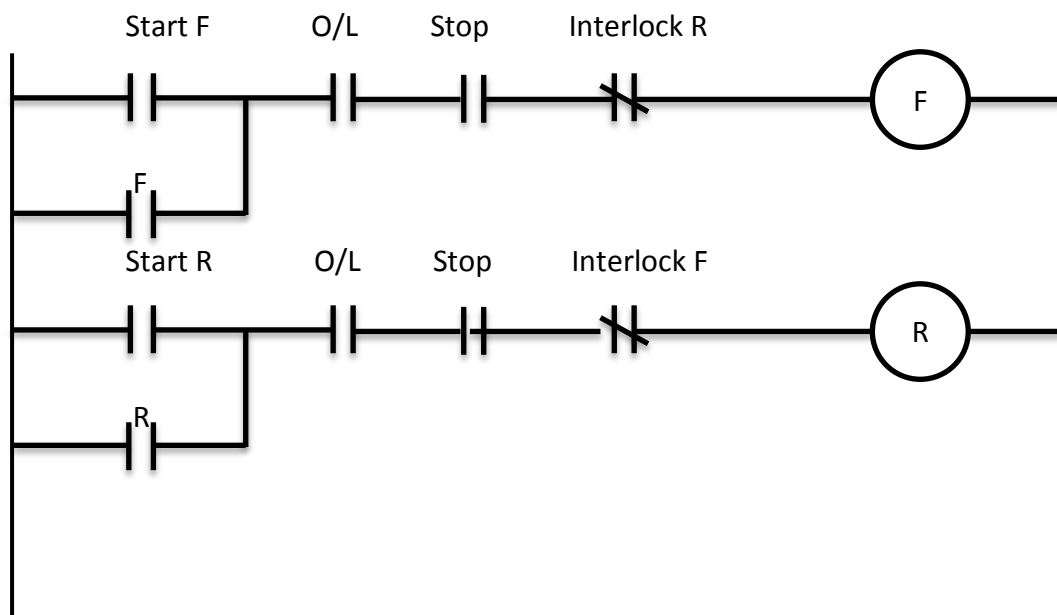 Start F O/L Stop Interlock R
F
F
Start R O/L Stop Interlock F
R
R